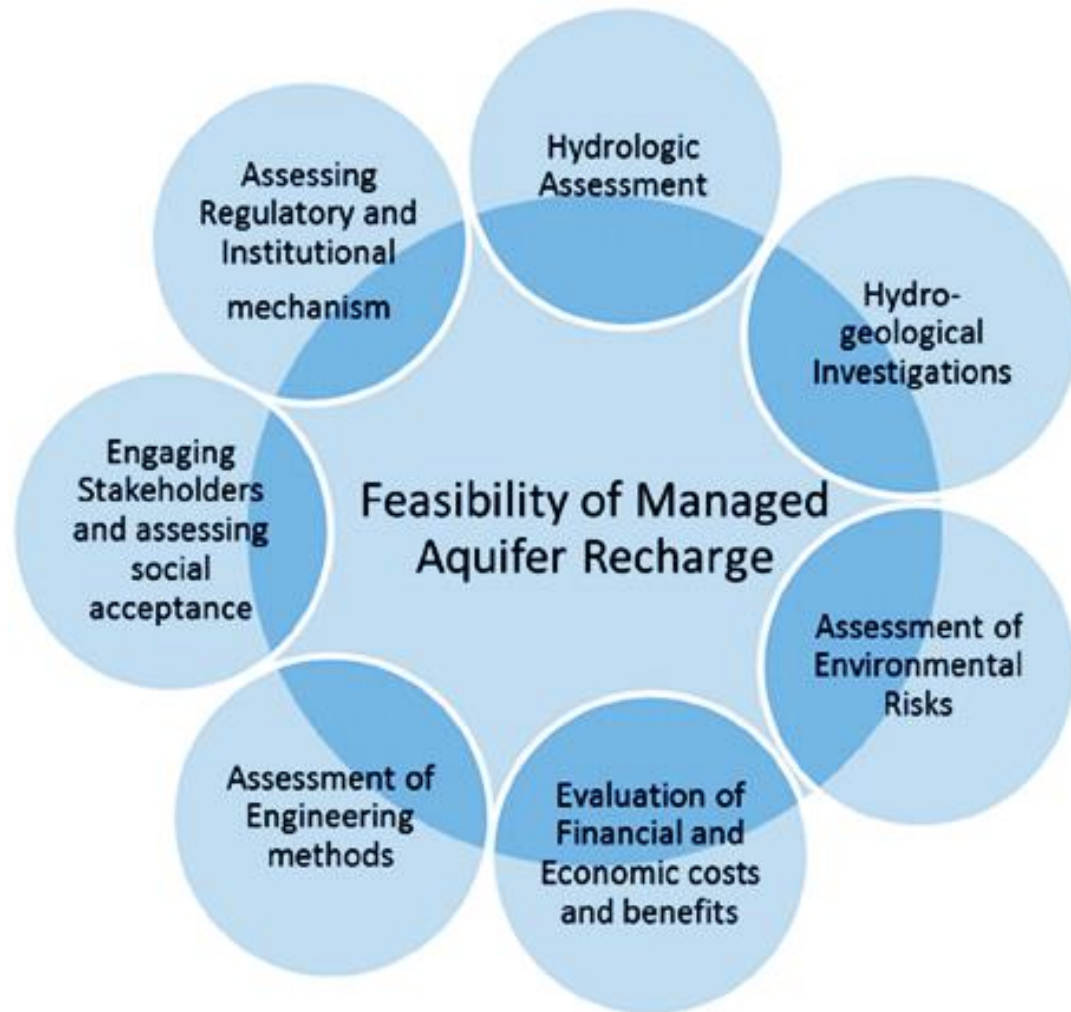 Hydrologic
Assessment
Hydro-
geological
Investigations
Assessment of
Environmental
Risks
Evaluation of
Financial and
Economic costs
and benefits
Assessment of
Engineering
methods
Engaging
Stakeholders
and assessing
social
acceptance
Assessing
Regulatory and
Institutional
mechanism
Feasibility of Managed
Aquifer Recharge